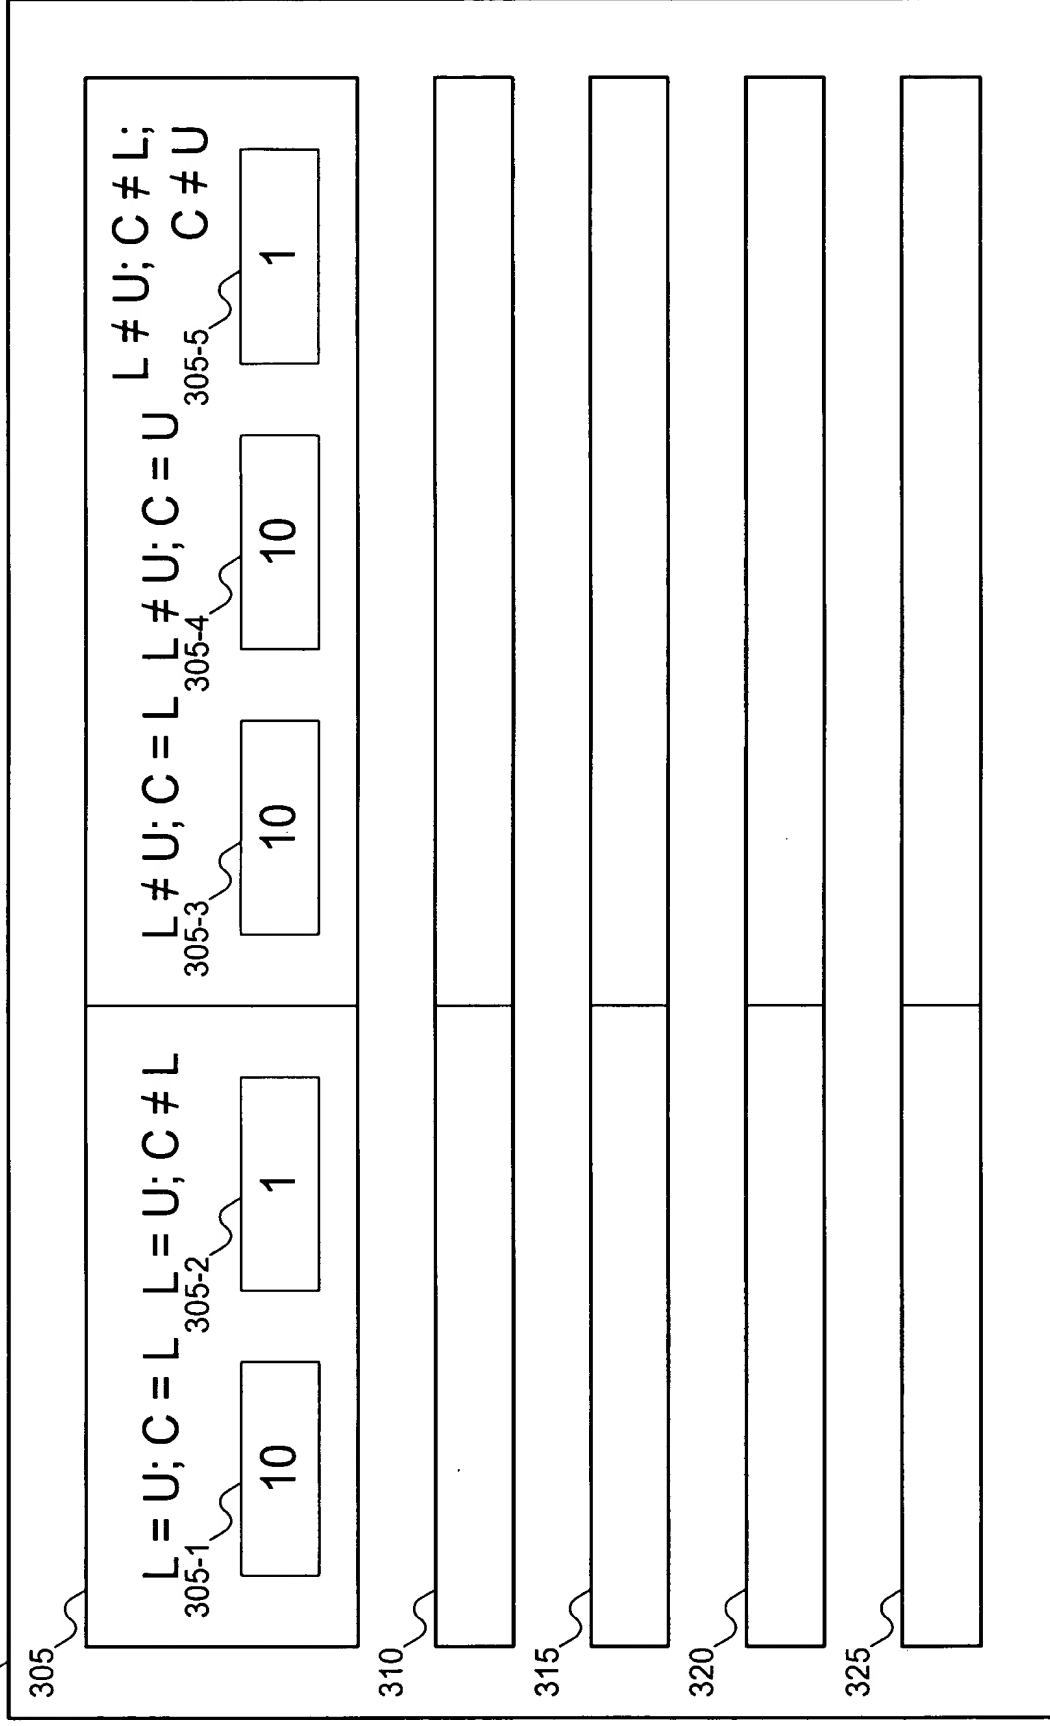 305
L = U; C = L
L = U; C ≠ L
L ≠ U; C = L
L ≠ U; C = U
L ≠ U; C ≠ L;
C ≠ U
305-1
305-2
305-3
305-4
305-5
10
1
10
10
1
310
315
320
325